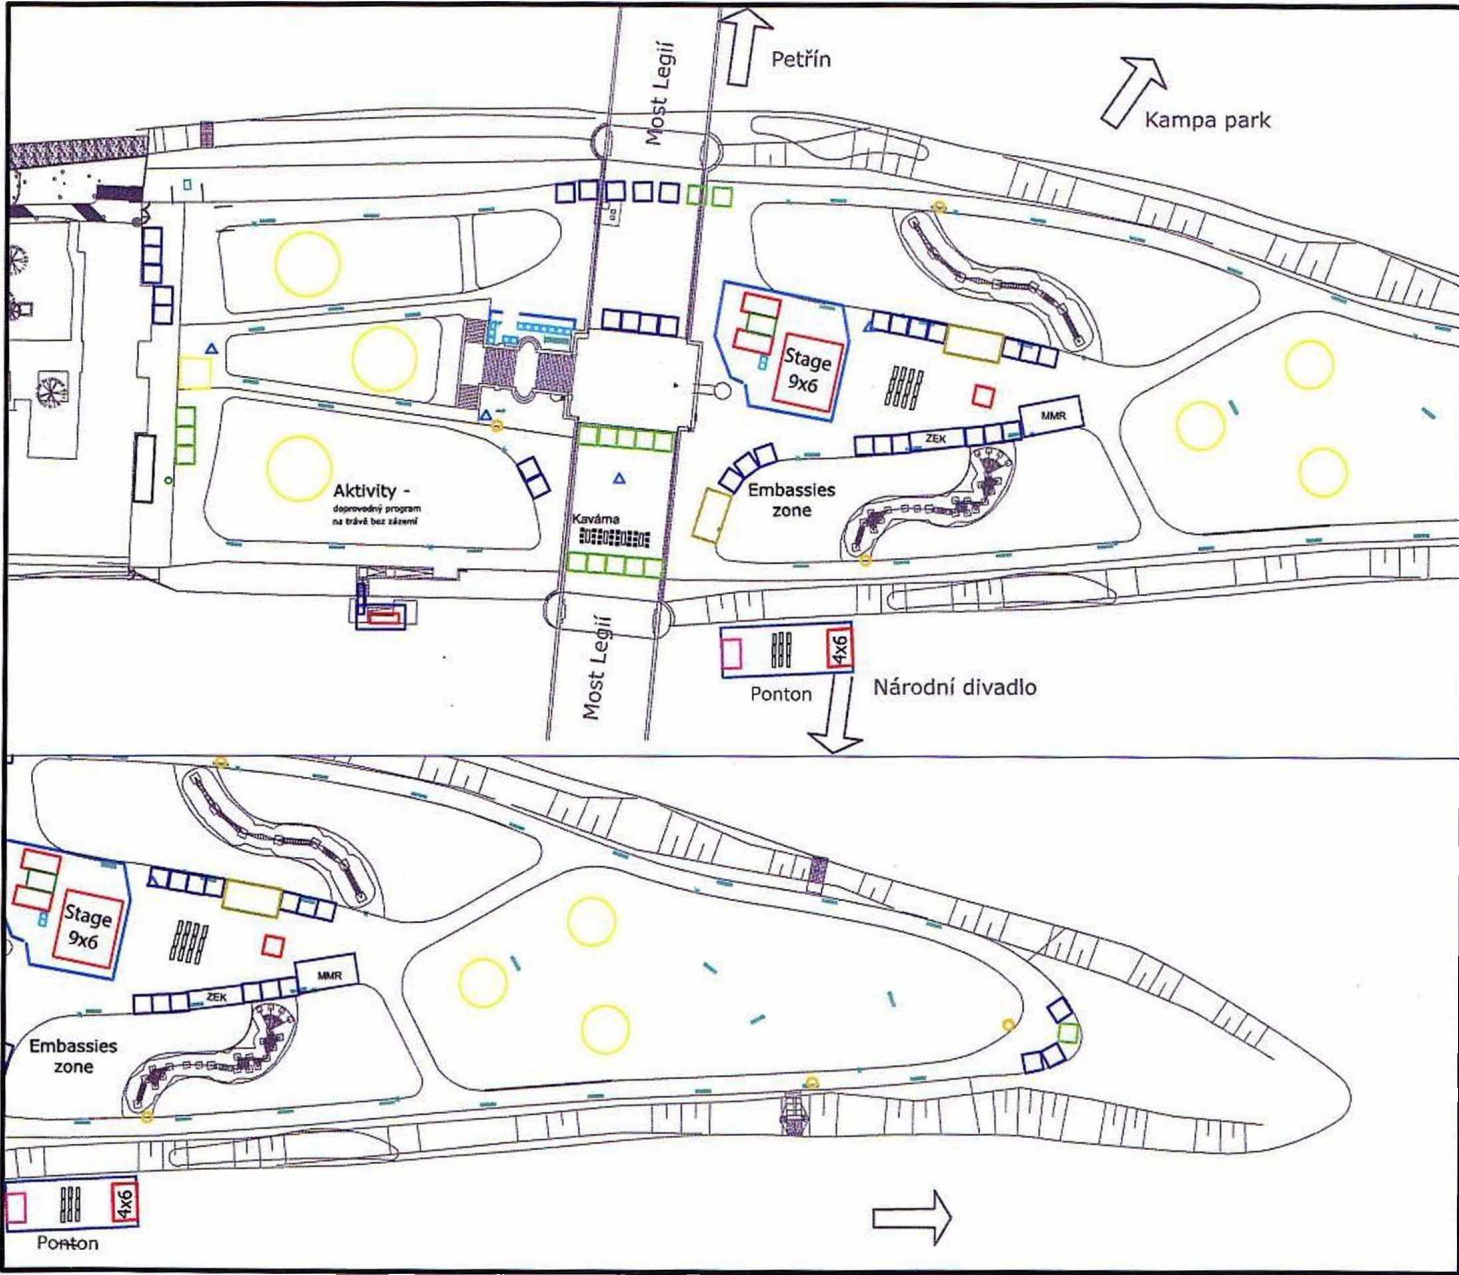 Most Legií
Petřín
Kampa park
Stage
9x6
MMR
ZEK
Embassies
zone
Aktivity -
doprovodný program
na trávě bez zázemí
Kavárna
Most Legií
4x6
Ponton
Národní divadlo
Stage
9x6
MMR
ZEK
Embassies
zone
4x6
Ponton